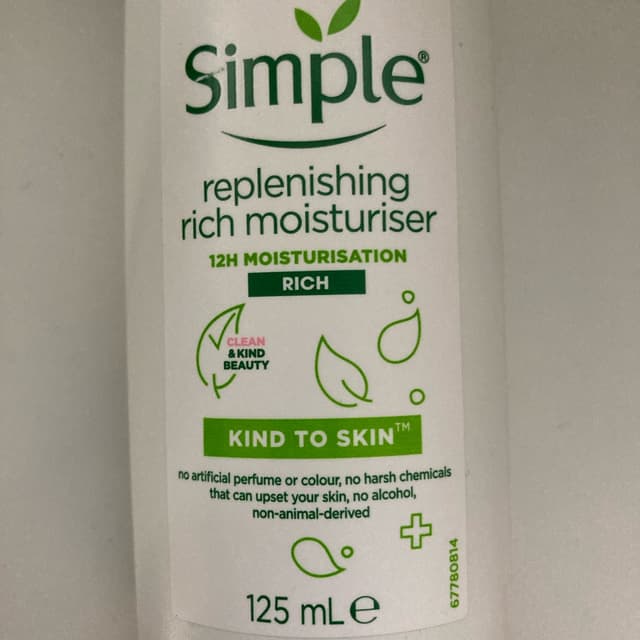 Simple®
replenishing
rich moisturiser
12H MOISTURISATION
RICH
CLEAN
& KIND
BEAUTY
KIND TO SKIN™
no artificial perfume or colour, no harsh chemicals
that can upset your skin, no alcohol,
non-animal-derived
67780814
125 mL ℮